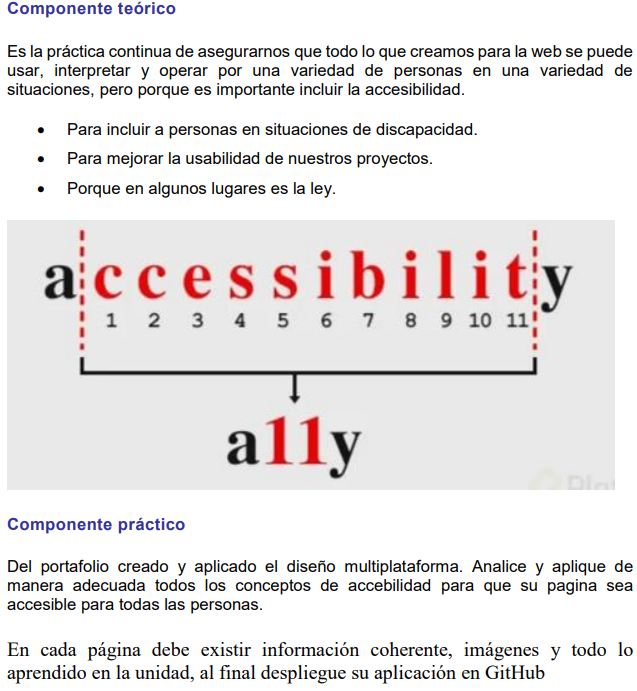 Componente teórico
Es la práctica continua de asegurarnos que todo lo que creamos para la web se puede
usar, interpretar y operar por una variedad de personas en una variedad de
situaciones, pero porque es importante incluir la accesibilidad.
• Para incluir a personas en situaciones de discapacidad.
• Para mejorar la usabilidad de nuestros proyectos.
• Porque en algunos lugares es la ley.
accessibility
1 2 3 4 5 6 7 8 9 10 11
a11y
Componente práctico
Del portafolio creado y aplicado el diseño multiplataforma. Analice y aplique de
manera adecuada todos los conceptos de accebilidad para que su pagina sea
accesible para todas las personas.
En cada página debe existir información coherente, imágenes y todo lo
aprendido en la unidad, al final despliegue su aplicación en GitHub